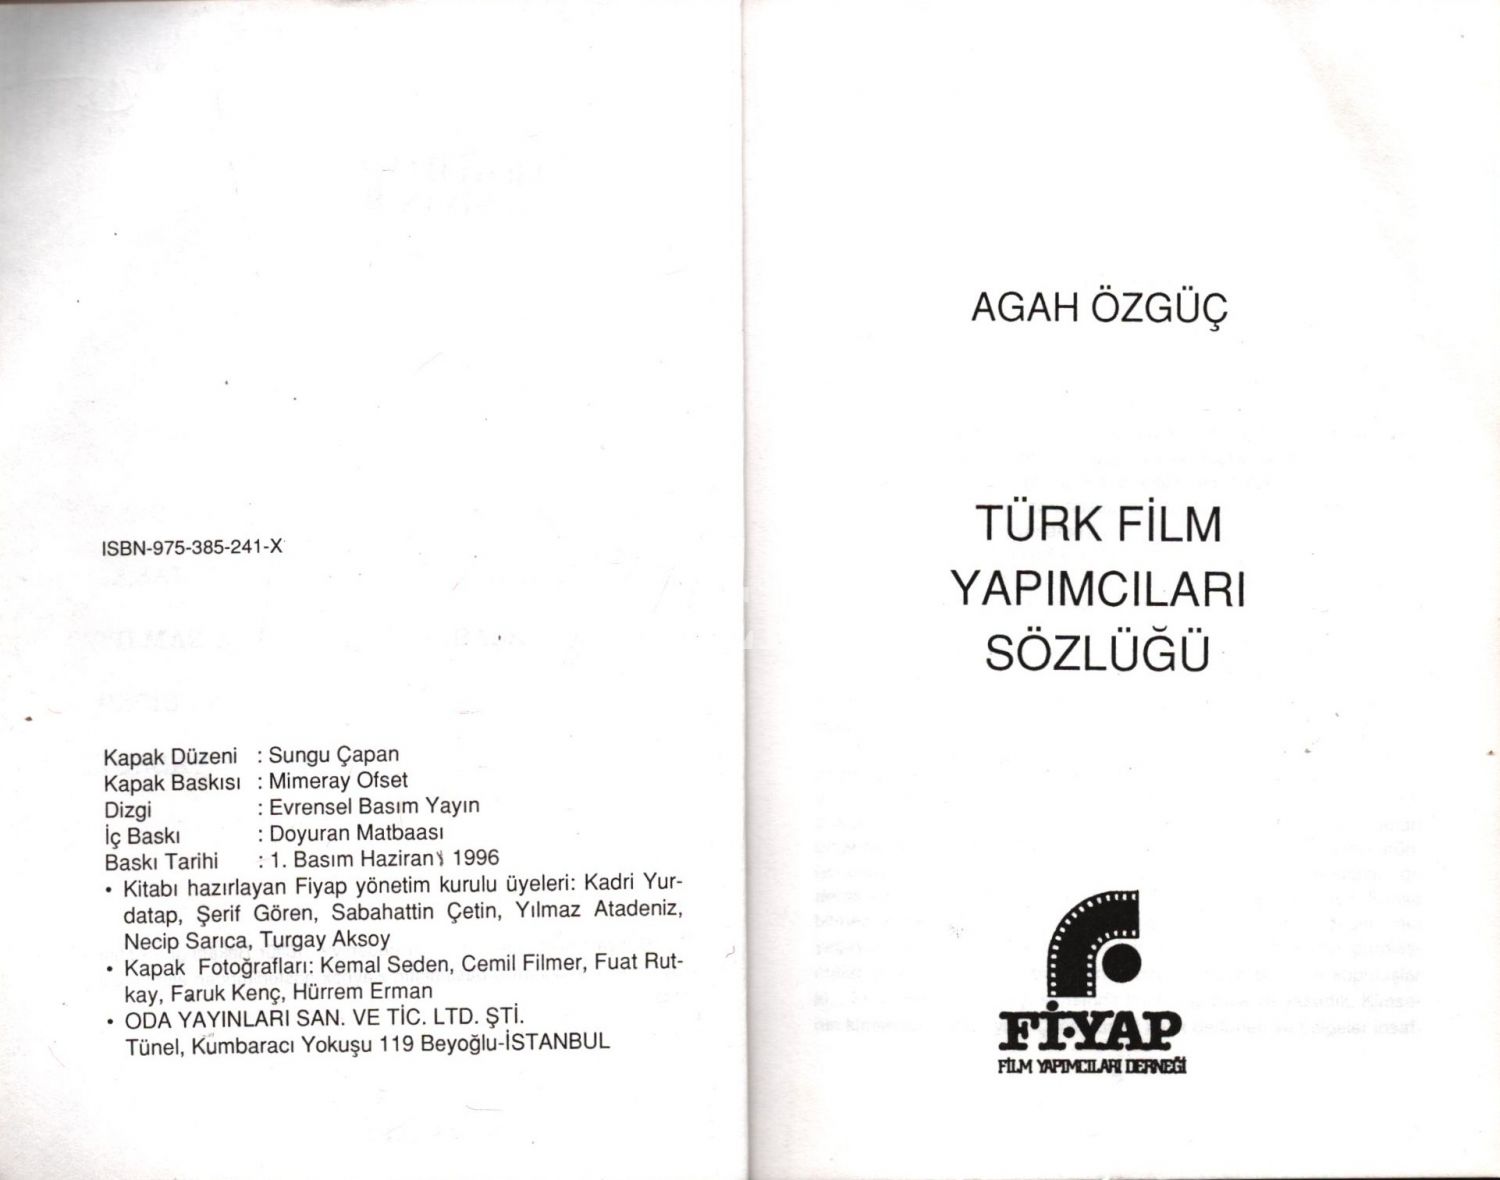 ISBN-975-385-241-X
Kapak Düzeni : Sungu Çapan
Kapak Baskısı : Mimeray Ofset
Dizgi : Evrensel Basım Yayın
İç Baskı : Doyuran Matbaası
Baskı Tarihi : 1. Basım Haziran 1996
• Kitabı hazırlayan Fiyap yönetim kurulu üyeleri: Kadri Yur-
datap, Şerif Gören, Sabahattin Çetin, Yılmaz Atadeniz,
Necip Sarıca, Turgay Aksoy
• Kapak Fotoğrafları: Kemal Seden, Cemil Filmer, Fuat Rut-
kay, Faruk Kenç, Hürrem Erman
• ODA YAYINLARI SAN. VE TİC. LTD. ŞTİ.
Tünel, Kumbaracı Yokuşu 119 Beyoğlu-İSTANBUL
AGAH ÖZGÜÇ
TÜRK FİLM
YAPIMCILARI
SÖZLÜĞÜ
Fİ-YAP
FİLM YAPIMCILARI DERNEĞİ